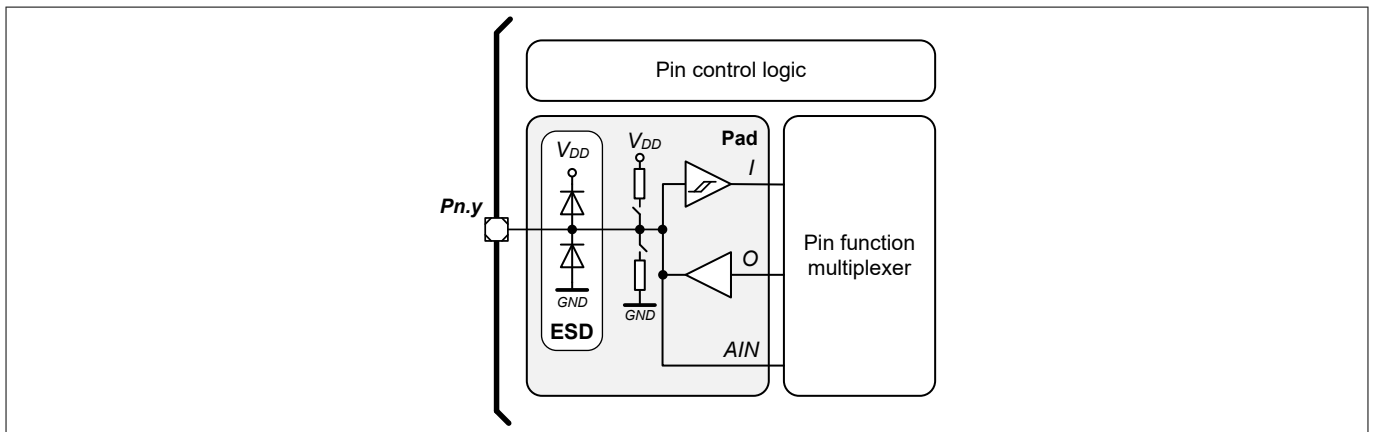 Pin control logic
VDD
VDD
Pad
I
Pn.y
O
Pin function
multiplexer
GND
GND
ESD
AIN